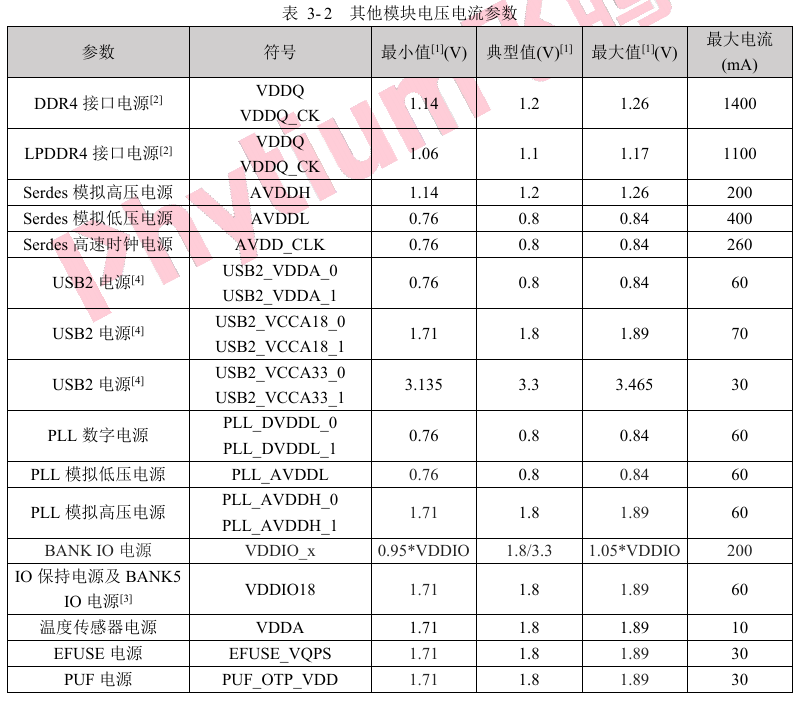 表 3-2 其他模块电压电流参数
参数 符号 最小值[1](V) 典型值(V)[1] 最大值[1](V) 最大电流(mA)
DDR4 接口电源[2] VDDQ VDDQ_CK 1.14 1.2 1.26 1400
LPDDR4 接口电源[2] VDDQ VDDQ_CK 1.06 1.1 1.17 1100
Serdes 模拟高压电源 AVDDH 1.14 1.2 1.26 200
Serdes 模拟低压电源 AVDDL 0.76 0.8 0.84 400
Serdes 高速时钟电源 AVDD_CLK 0.76 0.8 0.84 260
USB2 电源[4] USB2_VDDA_0 USB2_VDDA_1 0.76 0.8 0.84 60
USB2 电源[4] USB2_VCCA18_0 USB2_VCCA18_1 1.71 1.8 1.89 70
USB2 电源[4] USB2_VCCA33_0 USB2_VCCA33_1 3.135 3.3 3.465 30
PLL 数字电源 PLL_DVDDL_0 PLL_DVDDL_1 0.76 0.8 0.84 60
PLL 模拟低压电源 PLL_AVDDL 0.76 0.8 0.84 60
PLL 模拟高压电源 PLL_AVDDH_0 PLL_AVDDH_1 1.71 1.8 1.89 60
BANK IO 电源 VDDIO_x 0.95*VDDIO 1.8/3.3 1.05*VDDIO 200
IO 保持电源及 BANK5 IO 电源[3] VDDIO18 1.71 1.8 1.89 60
温度传感器电源 VDDA 1.71 1.8 1.89 10
EFUSE 电源 EFUSE_VQPS 1.71 1.8 1.89 30
PUF 电源 PUF_OTP_VDD 1.71 1.8 1.89 30
Phytium